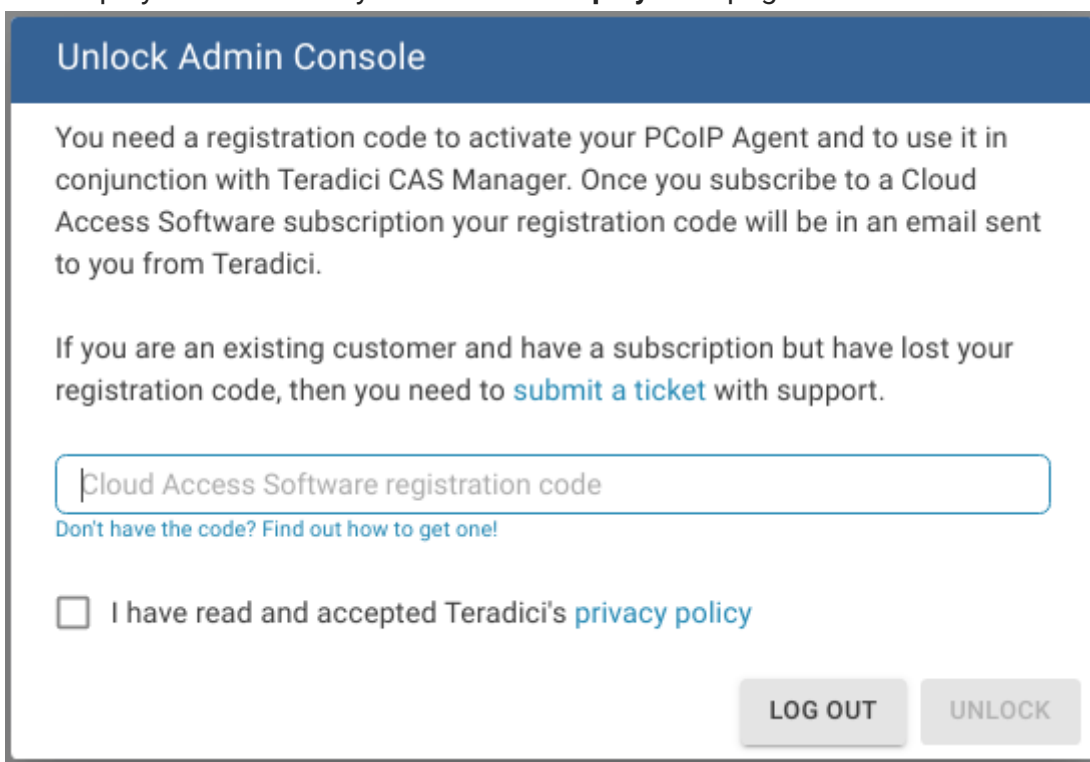 Unlock Admin Console
You need a registration code to activate your PCoIP Agent and to use it in
conjunction with Teradici CAS Manager. Once you subscribe to a Cloud
Access Software subscription your registration code will be in an email sent
to you from Teradici.
If you are an existing customer and have a subscription but have lost your
registration code, then you need to submit a ticket with support.
Cloud Access Software registration code
Don't have the code? Find out how to get one!
I have read and accepted Teradici's privacy policy
LOG OUT UNLOCK